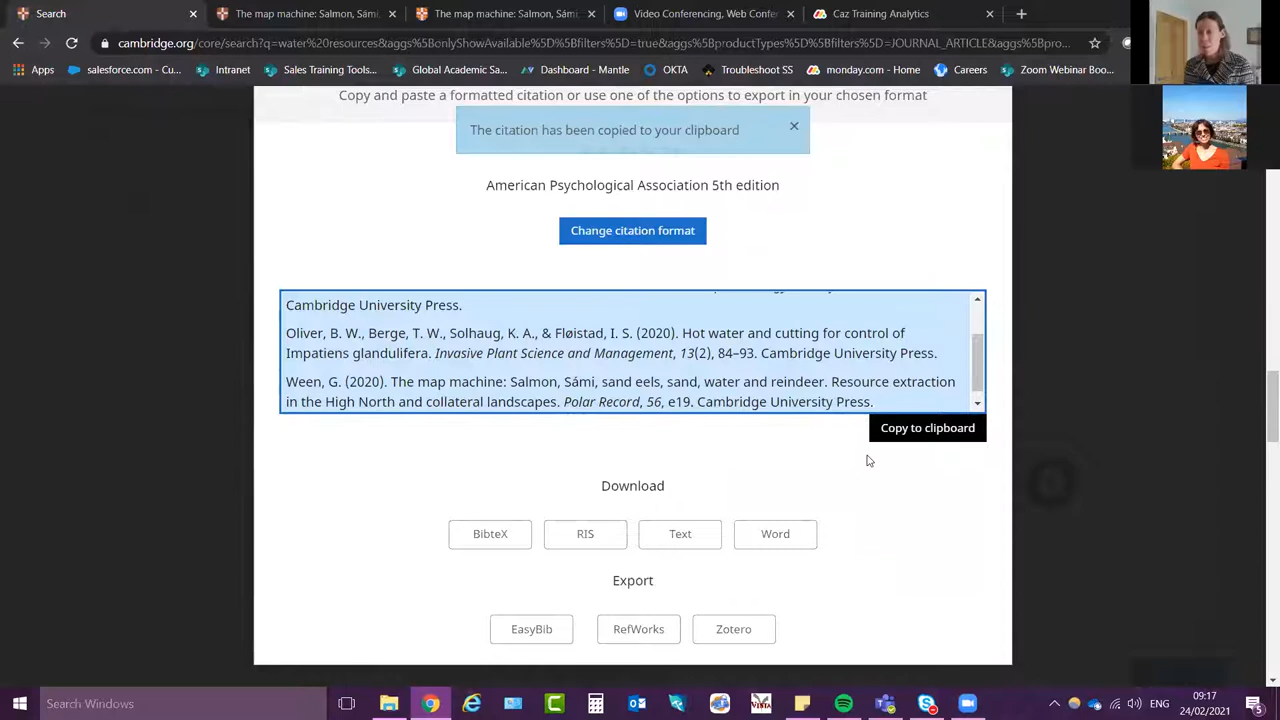 Search
The map machine: Salmon, Sámi,
The map machine: Salmon, Sámi
Video Conferencing, Web Confe
Caz Training Analytics
cambridge.org/core/search?q=water%20resources&aggs%5BonlyShowAvailable%5D%5Bfilters%5D=true&aggs%5BproductTypes%5D%5Bfilters%5D=JOURNAL_ARTICLE&aggs%5Bpro...
Apps
salesforce.com - Cu...
Intranet
Sales Training Tools...
Global Academic Sa...
Dashboard - Mantle
OKTA
Troubleshoot SS
monday.com - Home
Careers
Zoom Webinar Boo...
Copy and paste a formatted citation or use one of the options to export in your chosen format
The citation has been copied to your clipboard
American Psychological Association 5th edition
Change citation format
Cambridge University Press.
Oliver, B. W., Berge, T. W., Solhaug, K. A., & Fløistad, I. S. (2020). Hot water and cutting for control of
Impatiens glandulifera. Invasive Plant Science and Management, 13(2), 84–93. Cambridge University Press.
Ween, G. (2020). The map machine: Salmon, Sámi, sand eels, sand, water and reindeer. Resource extraction
in the High North and collateral landscapes. Polar Record, 56, e19. Cambridge University Press.
Copy to clipboard
Download
BibteX
RIS
Text
Word
Export
EasyBib
RefWorks
Zotero
Search Windows
ENG
09:17
24/02/2021
5